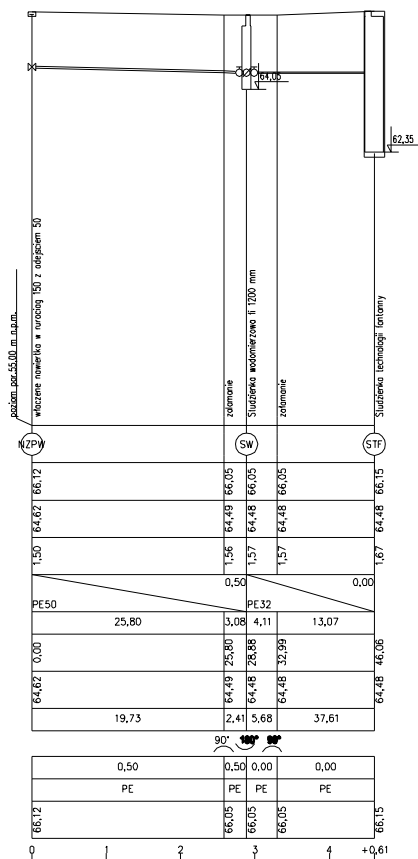 64,05
62,35
poziom por.55,00 m n.p.m.
włączenie nawiertka w rurociąg 150 z odejściem 50
załamanie
Studzienka wodomierzowa fi 1200 mm
załamanie
Studzienka technologii fontanny
NZPW SW STF
66,12 66,05 66,05 66,05 66,15
64,62 64,49 64,48 64,48 64,48
1,50 1,56 1,57 1,57 1,67
0,50 0,00
PE50 PE32
25,80 3,08 4,11 13,07
0,00 25,80 28,88 32,99 46,06
64,62 64,49 64,48 64,48 64,48
19,73 2,41 5,68 37,61
90° 90°
0,50 0,50 0,00 0,00
PE PE PE PE
66,12 66,05 66,05 66,05 66,15
0 1 2 3 4 +0,61